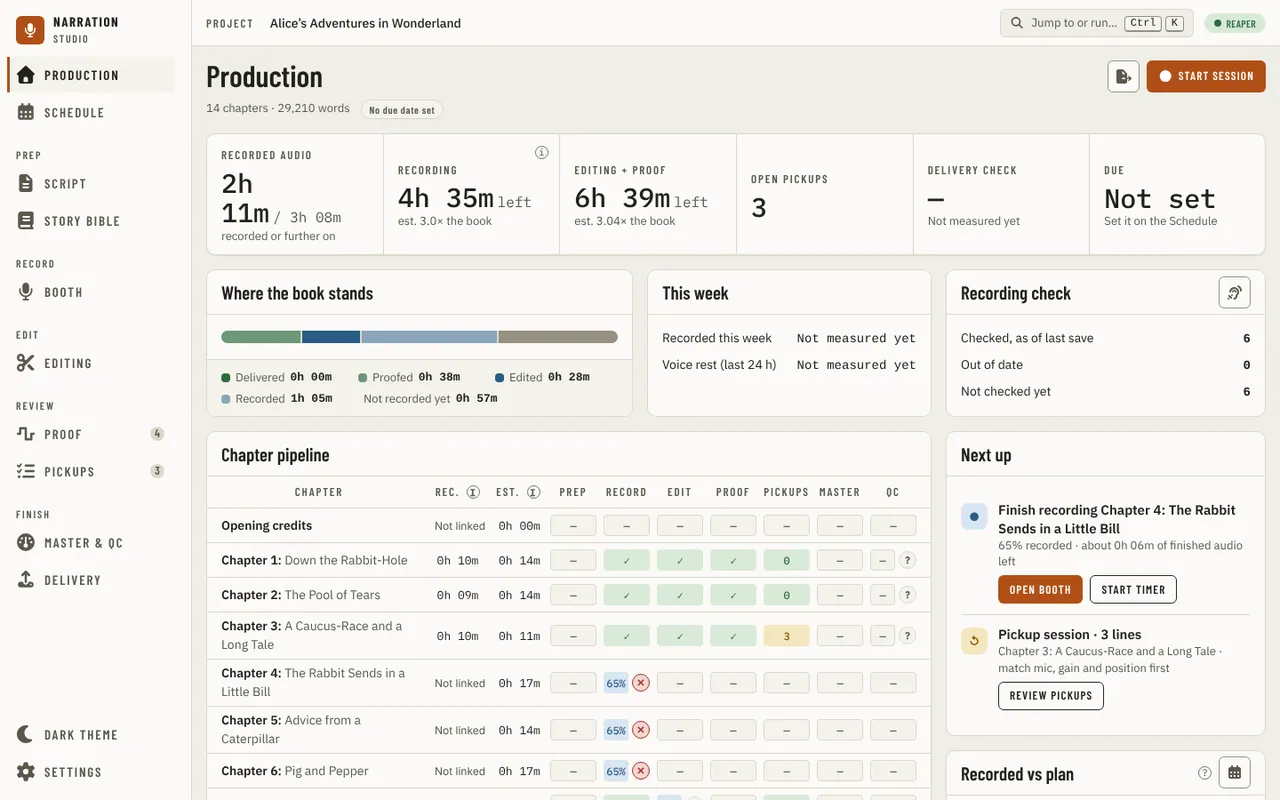 NARRATION
STUDIO
PRODUCTION
SCHEDULE
PREP
SCRIPT
STORY BIBLE
RECORD
BOOTH
EDIT
EDITING
REVIEW
PROOF 4
PICKUPS 3
FINISH
MASTER & QC
DELIVERY
DARK THEME
SETTINGS
PROJECT Alice's Adventures in Wonderland
Jump to or run... Ctrl K
REAPER
Production
14 chapters · 29,210 words No due date set
START SESSION
RECORDED AUDIO
2h
11m / 3h 08m
recorded or further on
RECORDING
4h 35m left
est. 3.0× the book
EDITING + PROOF
6h 39m left
est. 3.04× the book
OPEN PICKUPS
3
DELIVERY CHECK
—
Not measured yet
DUE
Not set
Set it on the Schedule
Where the book stands
Delivered 0h 00m Proofed 0h 38m Edited 0h 28m
Recorded 1h 05m Not recorded yet 0h 57m
This week
Recorded this week Not measured yet
Voice rest (last 24 h) Not measured yet
Recording check
Checked, as of last save 6
Out of date 0
Not checked yet 6
Chapter pipeline
CHAPTER REC. EST. PREP RECORD EDIT PROOF PICKUPS MASTER QC
Opening credits Not linked 0h 00m — — — — — — —
Chapter 1: Down the Rabbit-Hole 0h 10m 0h 14m — ✓ ✓ ✓ 0 — — ?
Chapter 2: The Pool of Tears 0h 09m 0h 14m — ✓ ✓ ✓ 0 — — ?
Chapter 3: A Caucus-Race and a
Long Tale 0h 10m 0h 11m — ✓ ✓ ✓ 3 — — ?
Chapter 4: The Rabbit Sends in a
Little Bill Not linked 0h 17m — 65% — — — — —
Chapter 5: Advice from a
Caterpillar Not linked 0h 14m — 65% — — — — —
Chapter 6: Pig and Pepper Not linked 0h 17m — 65% — — — — —
Next up
Finish recording Chapter 4: The Rabbit
Sends in a Little Bill
65% recorded · about 0h 06m of finished audio
left
OPEN BOOTH START TIMER
Pickup session · 3 lines
Chapter 3: A Caucus-Race and a Long Tale ·
match mic, gain and position first
REVIEW PICKUPS
Recorded vs plan ?